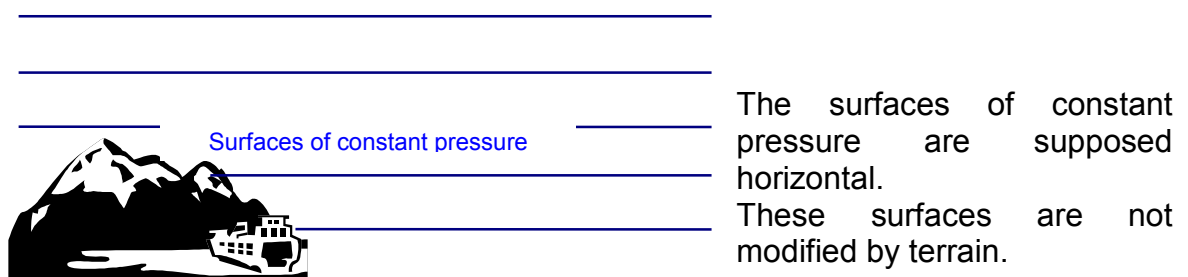 Surfaces of constant pressure
The surfaces of constant
pressure are supposed
horizontal.
These surfaces are not
modified by terrain.